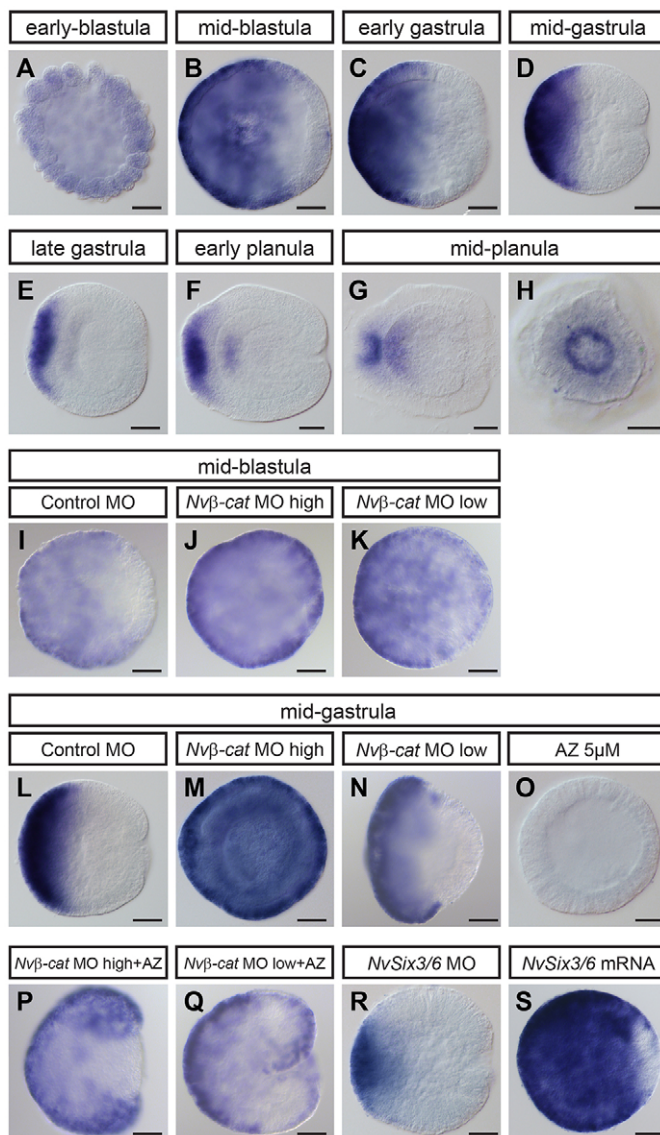 early-blastula mid-blastula early gastrula mid-gastrula
A B C D
late gastrula early planula mid-planula
E F G H
mid-blastula
Control MO Nvβ-cat MO high Nvβ-cat MO low
I J K
mid-gastrula
Control MO Nvβ-cat MO high Nvβ-cat MO low AZ 5µM
L M N O
Nvβ-cat MO high+AZ Nvβ-cat MO low+AZ NvSix3/6 MO NvSix3/6 mRNA
P Q R S